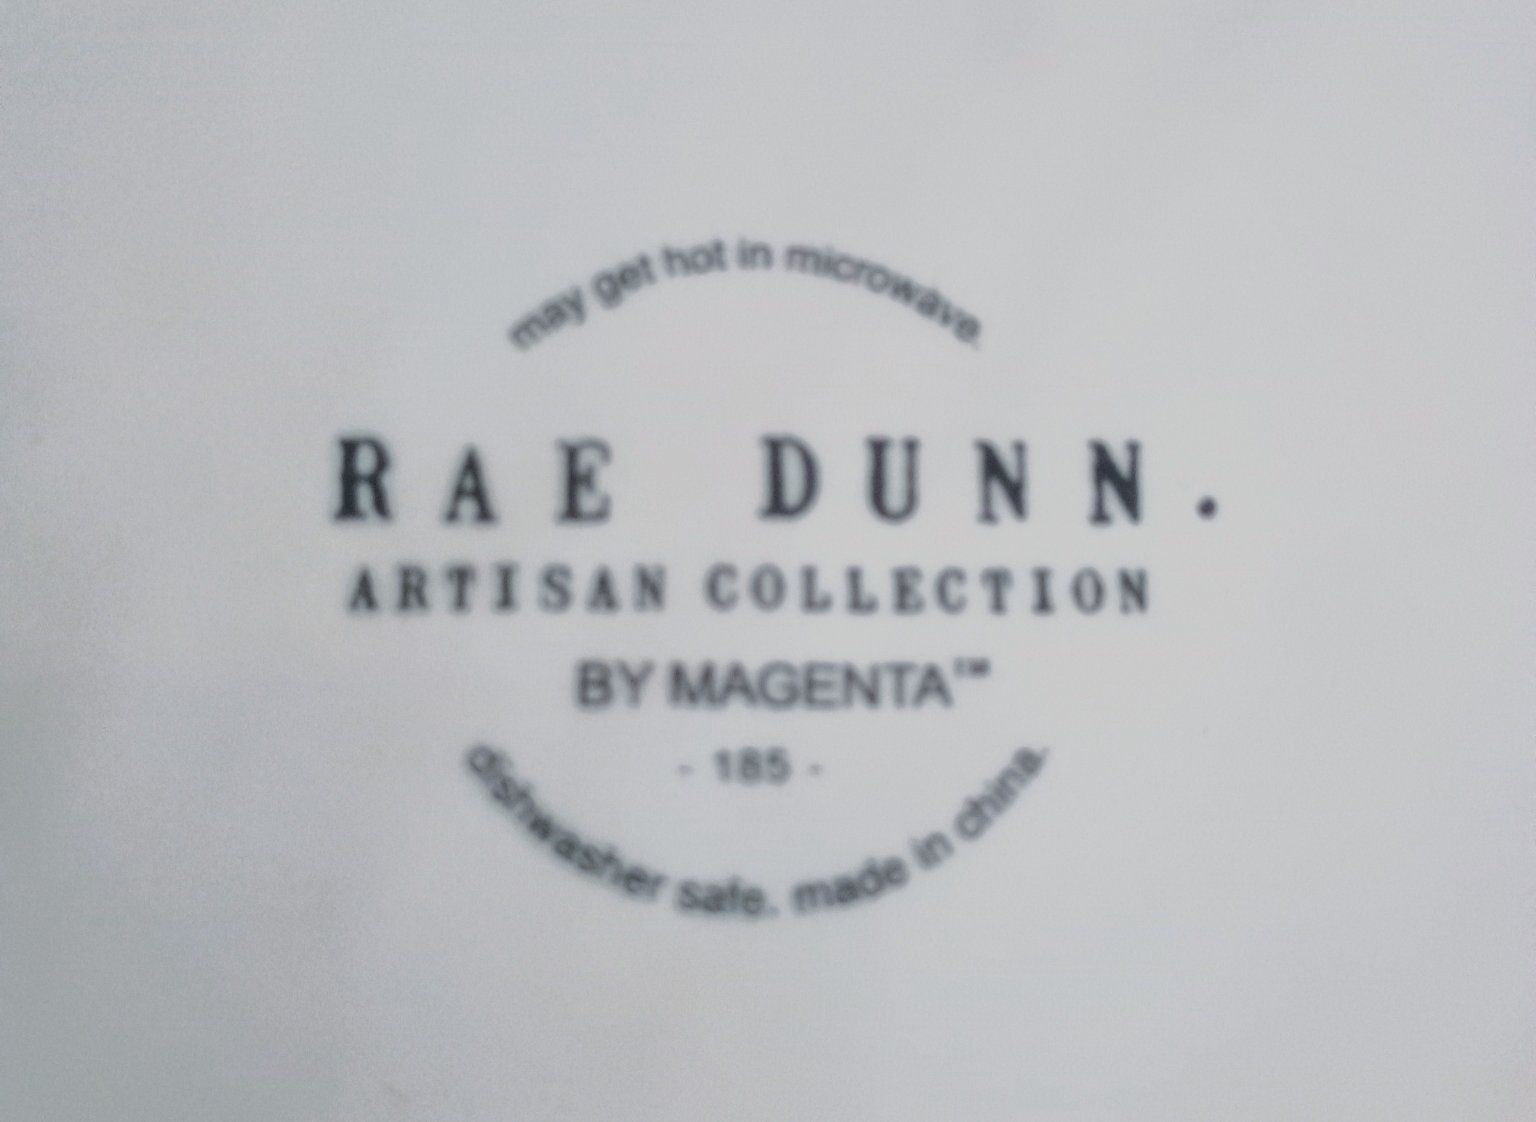 may get hot in microwave.
RAE DUNN.
ARTISAN COLLECTION
BY MAGENTA™
- 185 -
dishwasher safe. made in china.